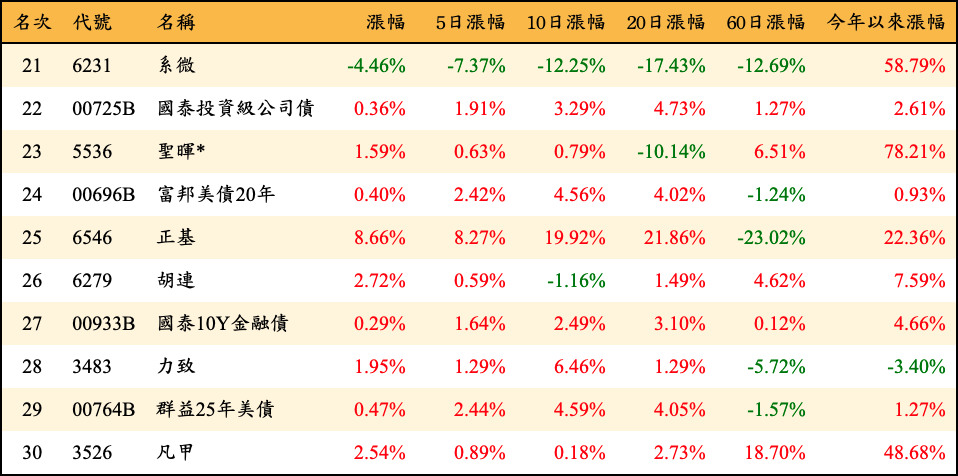 名次 代號 名稱 漲幅 5日漲幅 10日漲幅 20日漲幅 60日漲幅 今年以來漲幅
21 6231 系微 -4.46% -7.37% -12.25% -17.43% -12.69% 58.79%
22 00725B 國泰投資級公司債 0.36% 1.91% 3.29% 4.73% 1.27% 2.61%
23 5536 聖暉* 1.59% 0.63% 0.79% -10.14% 6.51% 78.21%
24 00696B 富邦美債20年 0.40% 2.42% 4.56% 4.02% -1.24% 0.93%
25 6546 正基 8.66% 8.27% 19.92% 21.86% -23.02% 22.36%
26 6279 胡連 2.72% 0.59% -1.16% 1.49% 4.62% 7.59%
27 00933B 國泰10Y金融債 0.29% 1.64% 2.49% 3.10% 0.12% 4.66%
28 3483 力致 1.95% 1.29% 6.46% 1.29% -5.72% -3.40%
29 00764B 群益25年美債 0.47% 2.44% 4.59% 4.05% -1.57% 1.27%
30 3526 凡甲 2.54% 0.89% 0.18% 2.73% 18.70% 48.68%